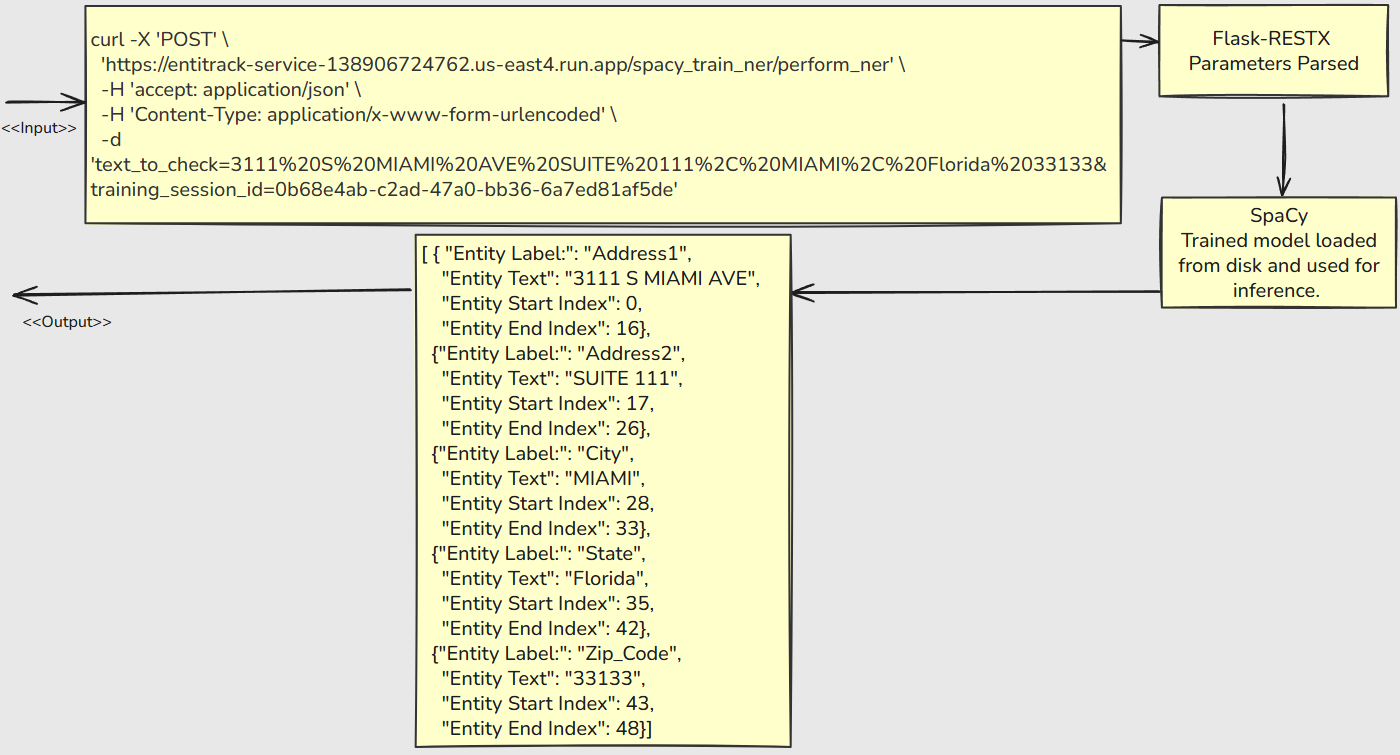 <<Input>>
curl -X 'POST' \
'https://entitrack-service-138906724762.us-east4.run.app/spacy_train_ner/perform_ner' \
-H 'accept: application/json' \
-H 'Content-Type: application/x-www-form-urlencoded' \
-d
'text_to_check=3111%20S%20MIAMI%20AVE%20SUITE%20111%2C%20MIAMI%2C%20Florida%2033133&
training_session_id=0b68e4ab-c2ad-47a0-bb36-6a7ed81af5de'
Flask-RESTX
Parameters Parsed
SpaCy
Trained model loaded
from disk and used for
inference.
[ { "Entity Label:": "Address1",
"Entity Text": "3111 S MIAMI AVE",
"Entity Start Index": 0,
"Entity End Index": 16},
{"Entity Label:": "Address2",
"Entity Text": "SUITE 111",
"Entity Start Index": 17,
"Entity End Index": 26},
{"Entity Label:": "City",
"Entity Text": "MIAMI",
"Entity Start Index": 28,
"Entity End Index": 33},
{"Entity Label:": "State",
"Entity Text": "Florida",
"Entity Start Index": 35,
"Entity End Index": 42},
{"Entity Label:": "Zip_Code",
"Entity Text": "33133",
"Entity Start Index": 43,
"Entity End Index": 48}]
<<Output>>